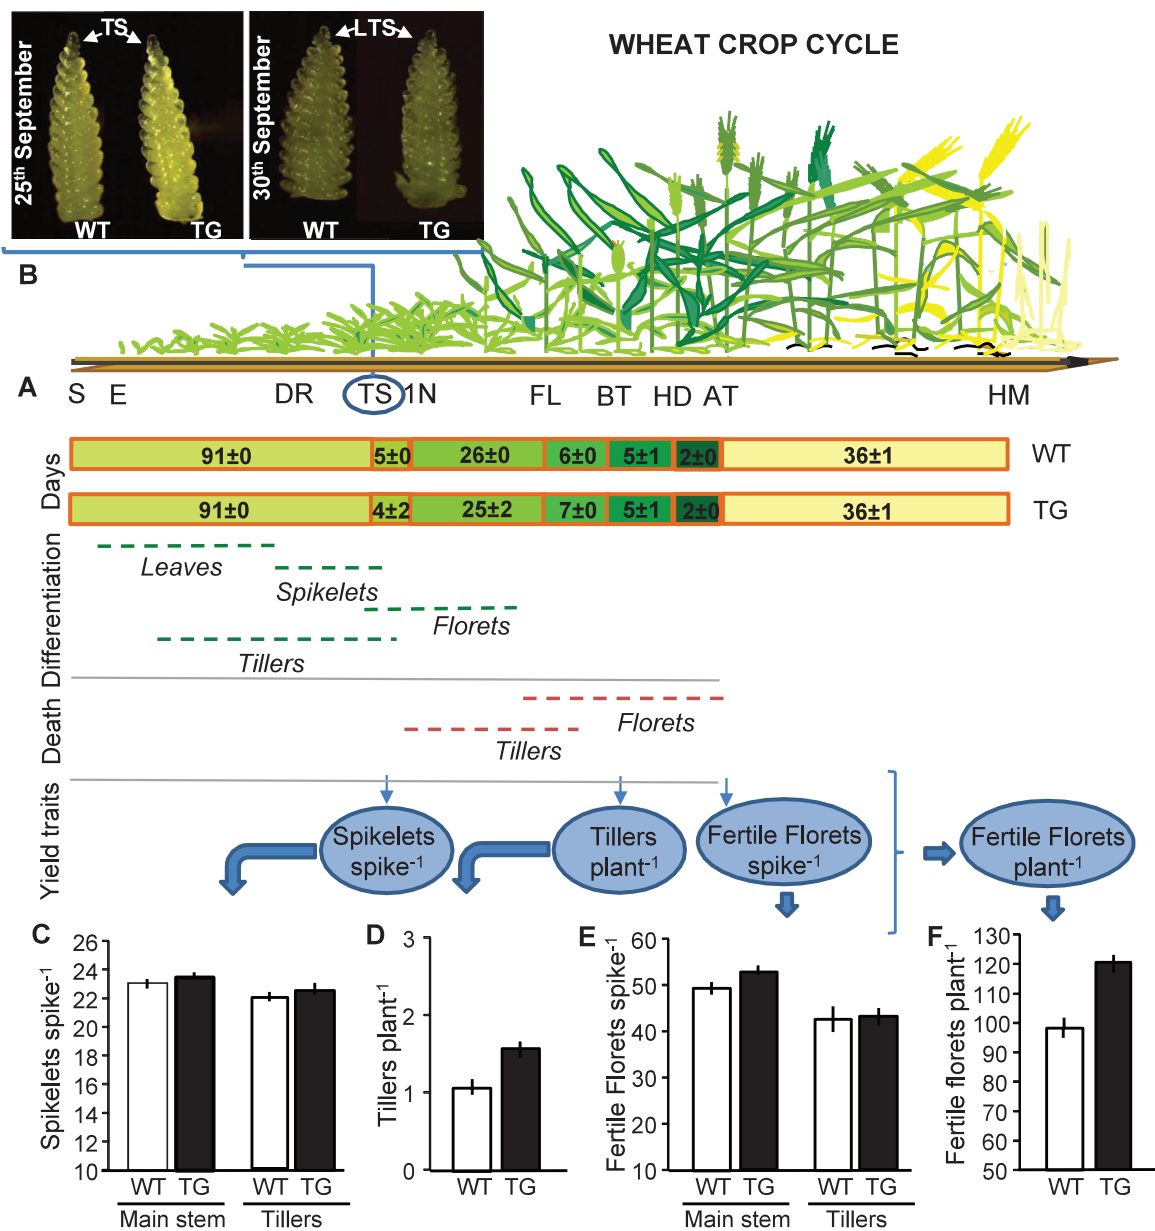 TS
LTS
25th September
30th September
WT
TG
WT
TG
WHEAT CROP CYCLE
B
A
S E DR TS 1N FL BT HD AT HM
Days
91±0 5±0 26±0 6±0 5±1 2±0 36±1 WT
91±0 4±2 25±2 7±0 5±1 2±0 36±1 TG
Differentiation
Leaves
Spikelets
Florets
Tillers
Death
Florets
Tillers
Yield traits
Spikelets
spike-1
Tillers
plant-1
Fertile Florets
spike-1
Fertile Florets
plant-1
C
Spikelets spike-1
26
24
22
20
18
16
14
12
10
WT TG WT TG
Main stem Tillers
D
Tillers plant-1
3
2
1
0
WT TG
E
Fertile Florets spike-1
60
50
40
30
20
10
WT TG WT TG
Main stem Tillers
F
Fertile florets plant-1
130
120
110
100
90
80
70
60
50
WT TG